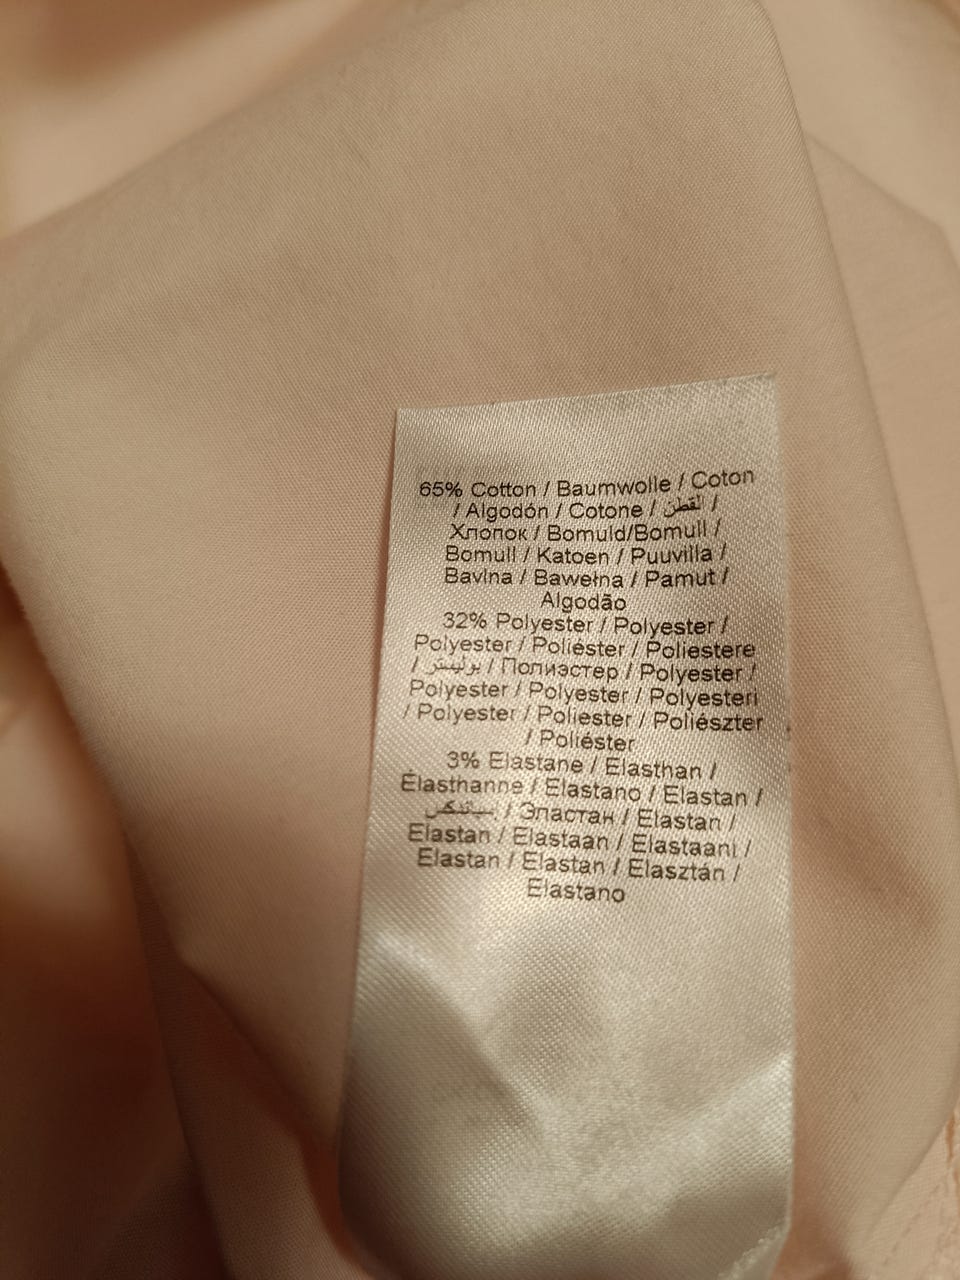 65% Cotton / Baumwolle / Coton
/ Algodón / Cotone / القطن /
Хлопок / Bomuld/Bomull /
Bomull / Katoen / Puuvilla /
Bavlna / Bawełna / Pamut /
Algodão
32% Polyester / Polyester /
Polyester / Poliéster / Poliestere
/ بوليستر / Полиэстер / Polyester /
Polyester / Polyester / Polyesteri
/ Polyester / Poliester / Poliészter
/ Poliéster
3% Elastane / Elasthan /
Élasthanne / Elastano / Elastan /
/ Эластан / Elastan /
Elastan / Elastaan / Elastaani /
Elastan / Elastan / Elasztán /
Elastano